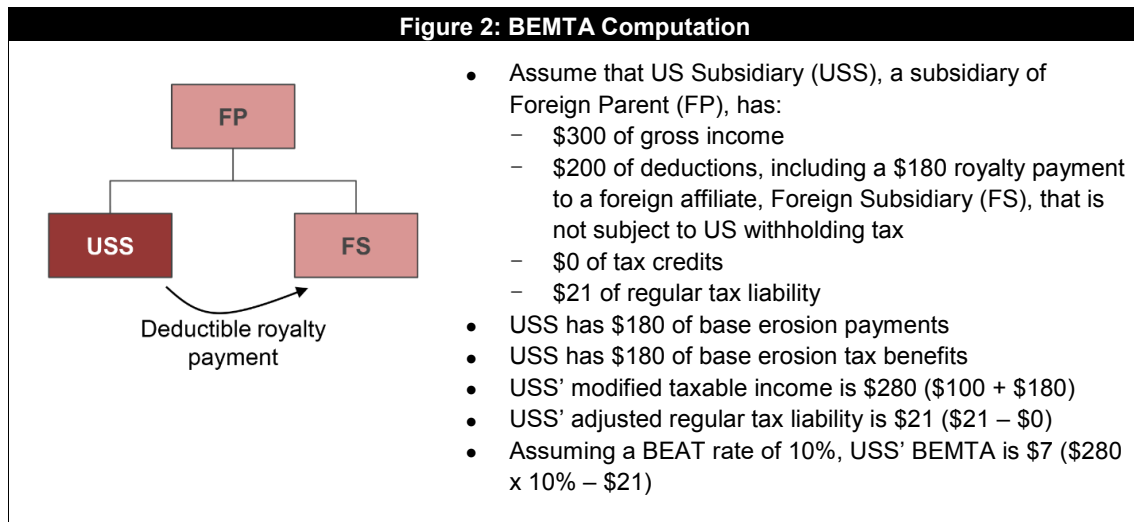 Figure 2: BEMTA Computation
FP
USS
FS
Deductible royalty
payment
• Assume that US Subsidiary (USS), a subsidiary of
Foreign Parent (FP), has:
− $300 of gross income
− $200 of deductions, including a $180 royalty payment
to a foreign affiliate, Foreign Subsidiary (FS), that is
not subject to US withholding tax
− $0 of tax credits
− $21 of regular tax liability
• USS has $180 of base erosion payments
• USS has $180 of base erosion tax benefits
• USS’ modified taxable income is $280 ($100 + $180)
• USS’ adjusted regular tax liability is $21 ($21 – $0)
• Assuming a BEAT rate of 10%, USS’ BEMTA is $7 ($280
x 10% – $21)